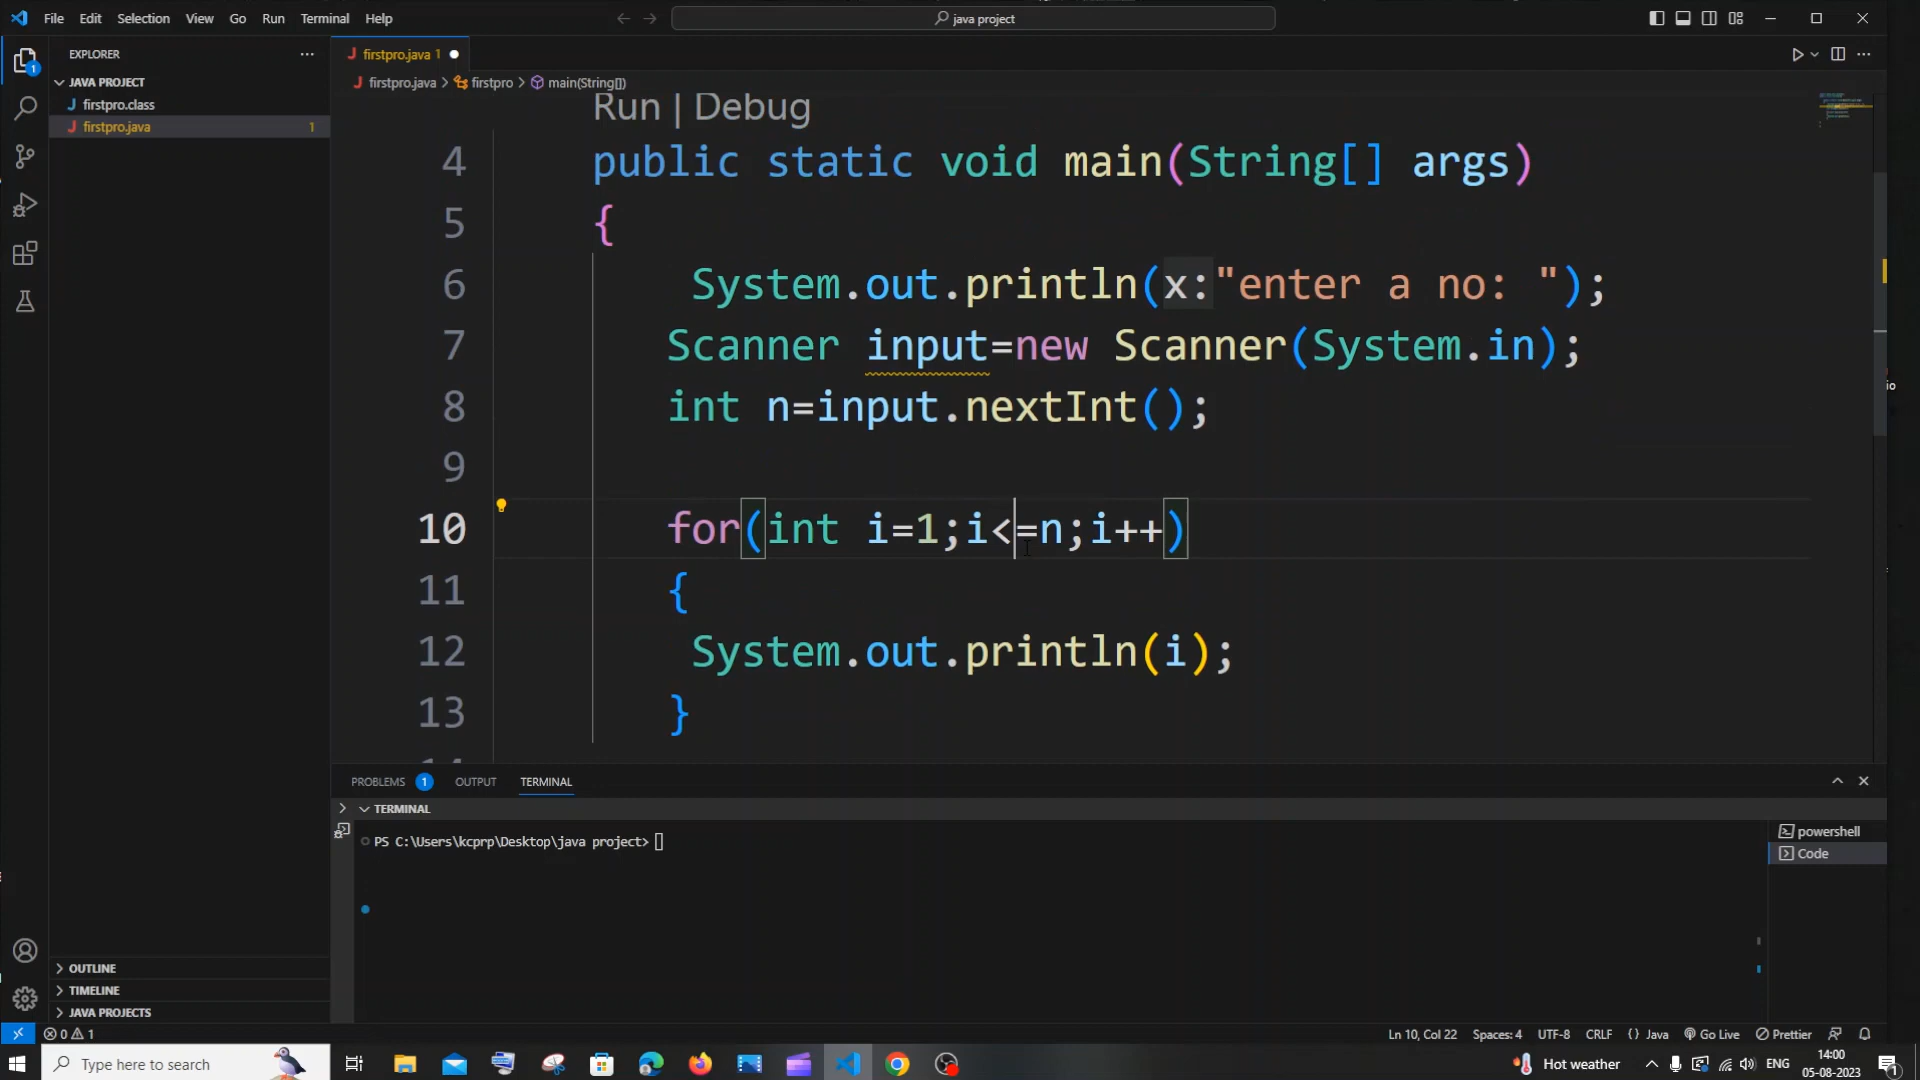 File Edit Selection View Go Run Terminal Help
java project
EXPLORER
JAVA PROJECT
firstpro.class
firstpro.java 1
1
OUTLINE
TIMELINE
JAVA PROJECTS
firstpro.java 1
firstpro.java > firstpro > main(String[])
Run | Debug
4 public static void main(String[] args)
5 {
6 System.out.println(x:"enter a no: ");
7 Scanner input=new Scanner(System.in);
8 int n=input.nextInt();
9
10 for(int i=1;i<=n;i++)
11 {
12 System.out.println(i);
13 }
PROBLEMS 1 OUTPUT TERMINAL
TERMINAL
PS C:\Users\kcprp\Desktop\java project>
powershell
Code
0 1
Ln 10, Col 22 Spaces: 4 UTF-8 CRLF {} Java Go Live Prettier
Type here to search
Hot weather
ENG
14:00
05-08-2023
1